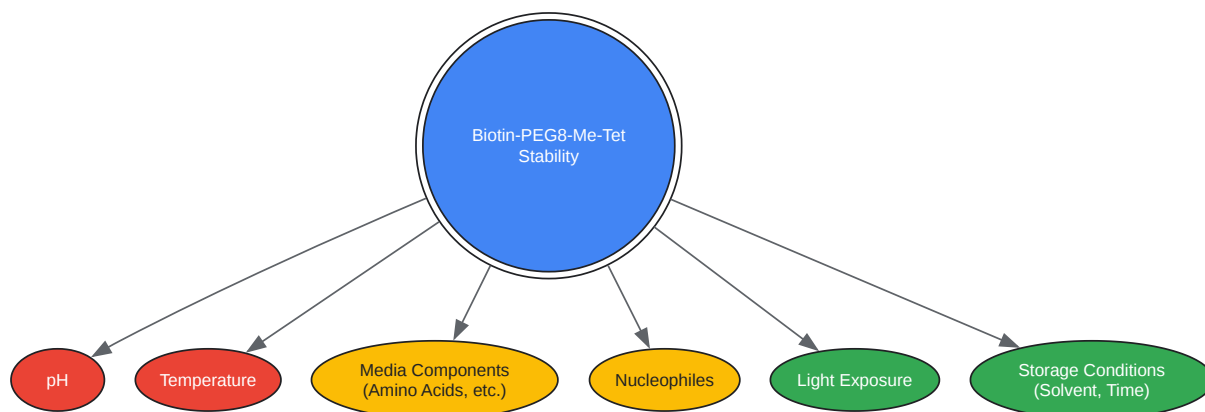 Biotin-PEG8-Me-Tet
Stability
pH
Temperature
Media Components
(Amino Acids, etc.)
Nucleophiles
Light Exposure
Storage Conditions
(Solvent, Time)